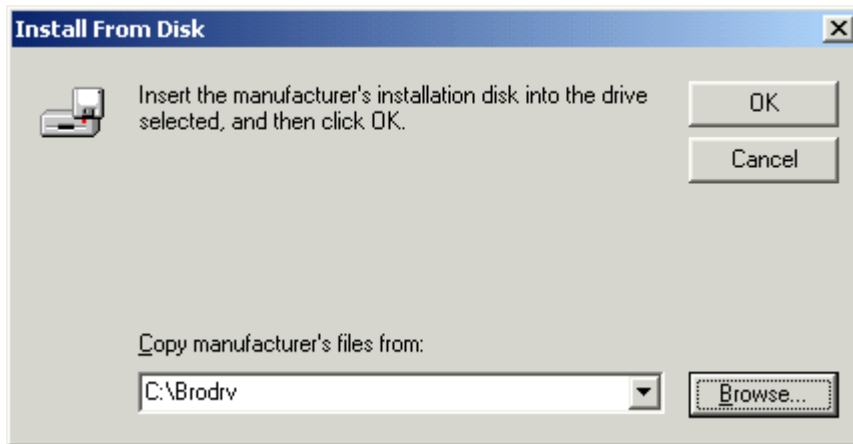 Install From Disk
Insert the manufacturer's installation disk into the drive
selected, and then click OK.
OK
Cancel
Copy manufacturer's files from:
C:\Brodrv
Browse...